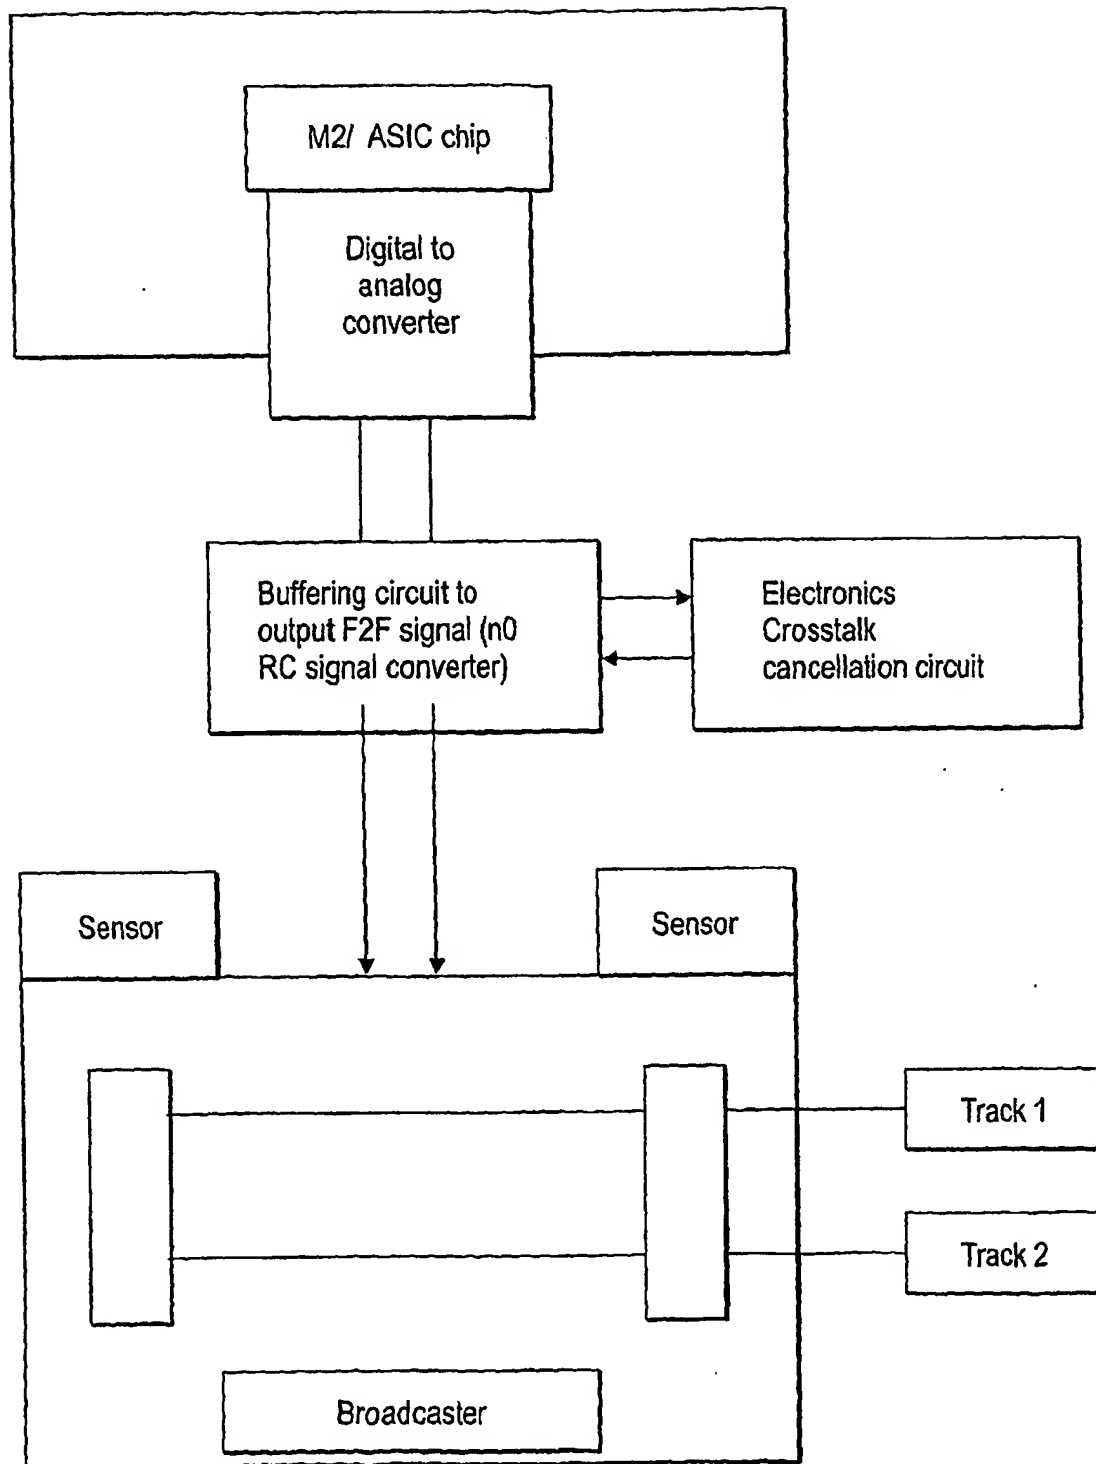 M2/ ASIC chip
Digital to
analog
converter
Buffering circuit to
output F2F signal (n0
RC signal converter)
Electronics
Crosstalk
cancellation circuit
Sensor
Sensor
Track 1
Track 2
Broadcaster